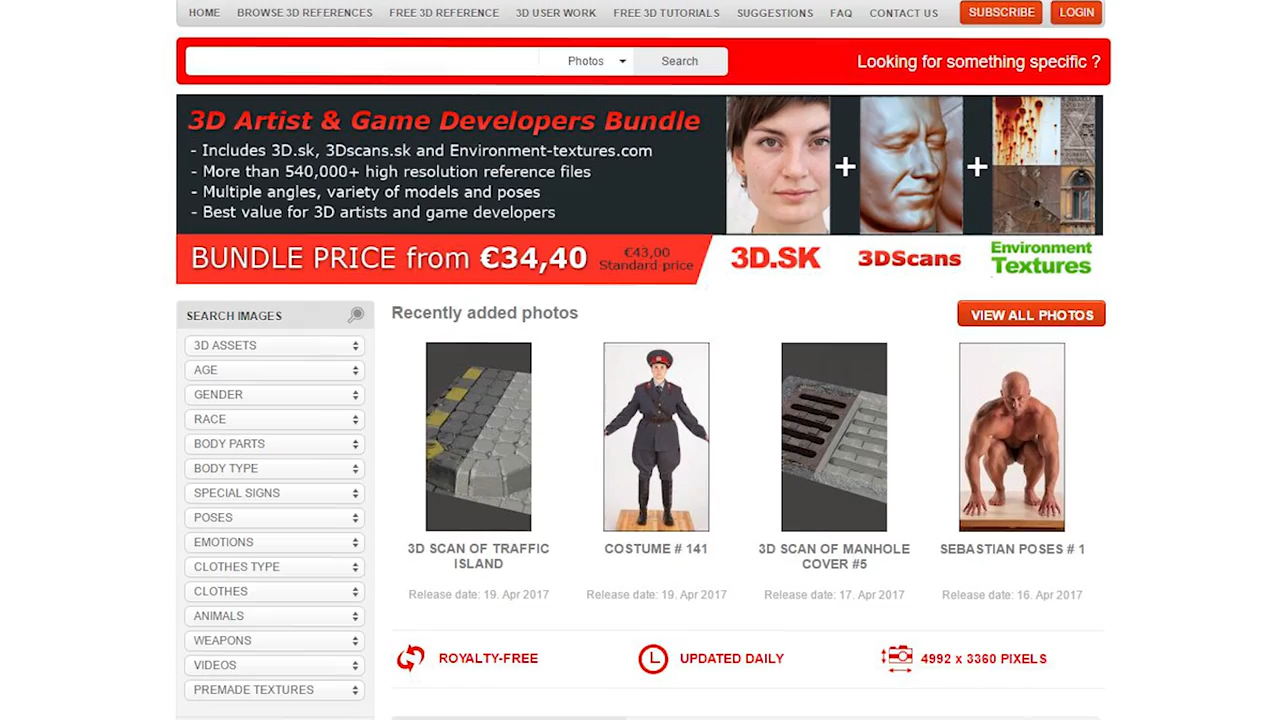 HOME BROWSE 3D REFERENCES FREE 3D REFERENCE 3D USER WORK FREE 3D TUTORIALS SUGGESTIONS FAQ CONTACT US SUBSCRIBE LOGIN
Photos Search Looking for something specific ?
3D Artist & Game Developers Bundle
- Includes 3D.sk, 3Dscans.sk and Environment-textures.com
- More than 540,000+ high resolution reference files
- Multiple angles, variety of models and poses
- Best value for 3D artists and game developers
+ +
BUNDLE PRICE from €34,40
€43,00
Standard price
3D.SK 3DScans
Environment
Textures
SEARCH IMAGES
3D ASSETS
AGE
GENDER
RACE
BODY PARTS
BODY TYPE
SPECIAL SIGNS
POSES
EMOTIONS
CLOTHES TYPE
CLOTHES
ANIMALS
WEAPONS
VIDEOS
PREMADE TEXTURES
Recently added photos VIEW ALL PHOTOS
3D SCAN OF TRAFFIC
ISLAND
Release date: 19. Apr 2017
COSTUME # 141
Release date: 19. Apr 2017
3D SCAN OF MANHOLE
COVER #5
Release date: 17. Apr 2017
SEBASTIAN POSES # 1
Release date: 16. Apr 2017
ROYALTY-FREE UPDATED DAILY 4992 x 3360 PIXELS